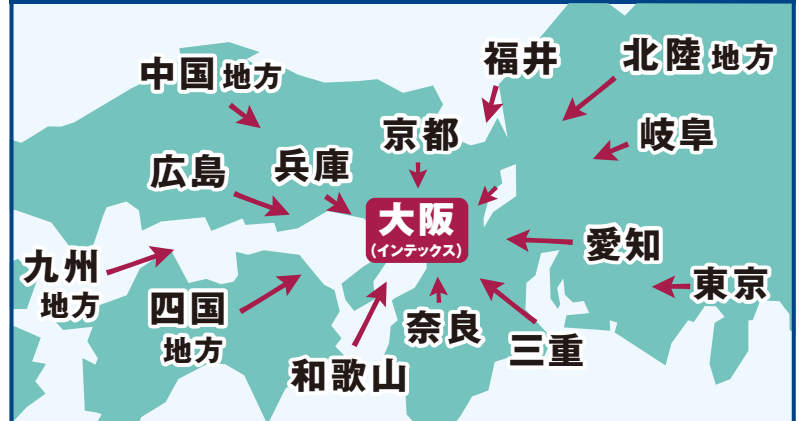 中国地方
福井
北陸地方
京都
岐阜
広島
兵庫
大阪
(インテックス)
愛知
九州
地方
東京
四国
地方
奈良
三重
和歌山